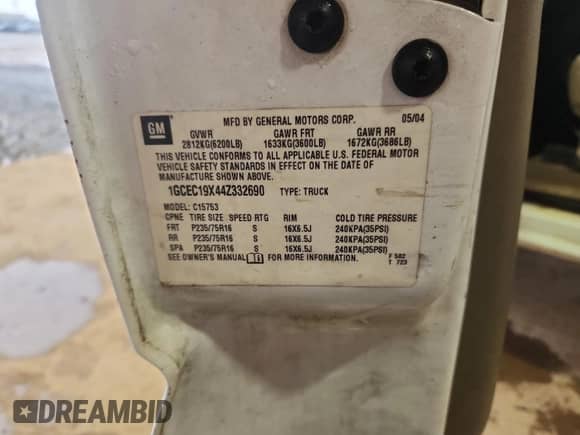 MFD BY GENERAL MOTORS CORP. 05/04
GM
GVWR GAWR FRT GAWR RR
2812KG(6200LB) 1633KG(3600LB) 1672KG(3686LB)
THIS VEHICLE CONFORMS TO ALL APPLICABLE U.S. FEDERAL MOTOR
VEHICLE SAFETY STANDARDS IN EFFECT ON THE DATE OF
MANUFACTURE SHOWN ABOVE.
1GCEC19X44Z332690 TYPE: TRUCK
MODEL: C15753
CPNE TIRE SIZE SPEED RTG RIM COLD TIRE PRESSURE
FRT P235/75R16 S 16X6.5J 240KPA(35PSI)
RR P235/75R16 S 16X6.5J 240KPA(35PSI)
SPA P235/75R16 S 16X6.5J 240KPA(35PSI)
SEE OWNER'S MANUAL FOR MORE INFORMATION. F 502
T 723
DREAMBID